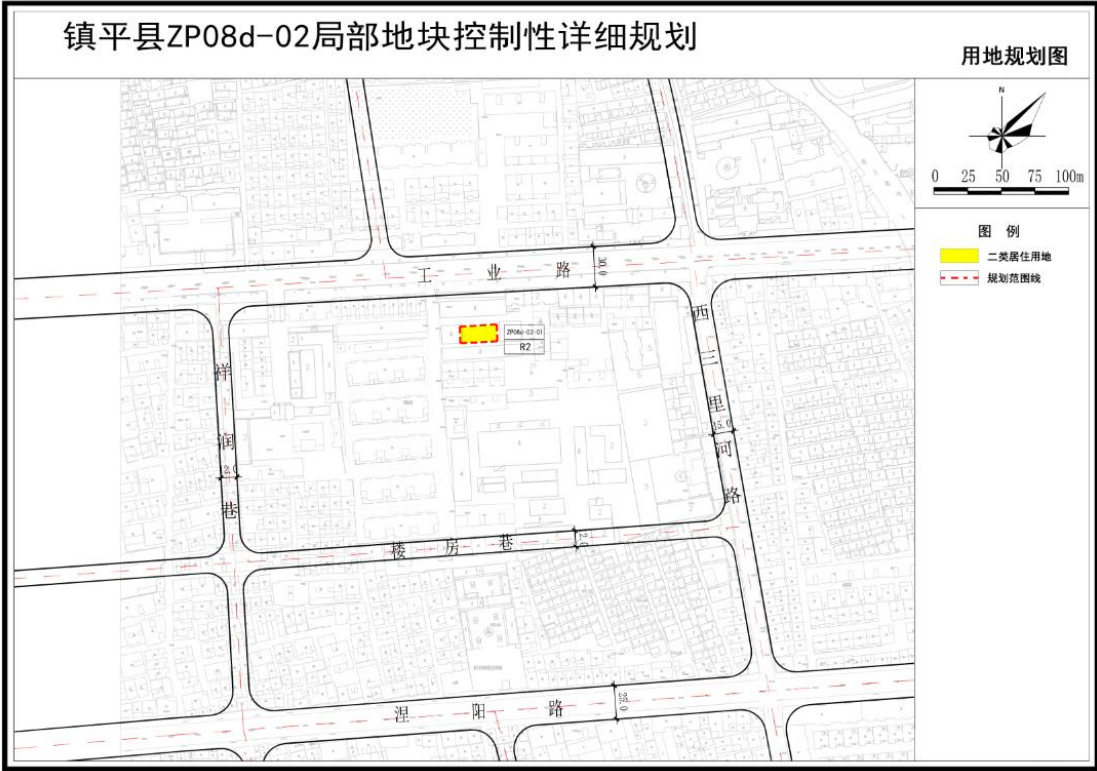 镇平县ZP08d-02局部地块控制性详细规划
用地规划图
N
0 25 50 75 100m
图 例
二类居住用地
规划范围线
工 业 路
30.0
ZP08d-02-01
R2
西三里河路
15.0
祥润巷
12.0
楼 房 巷
涅 阳 路
25.0